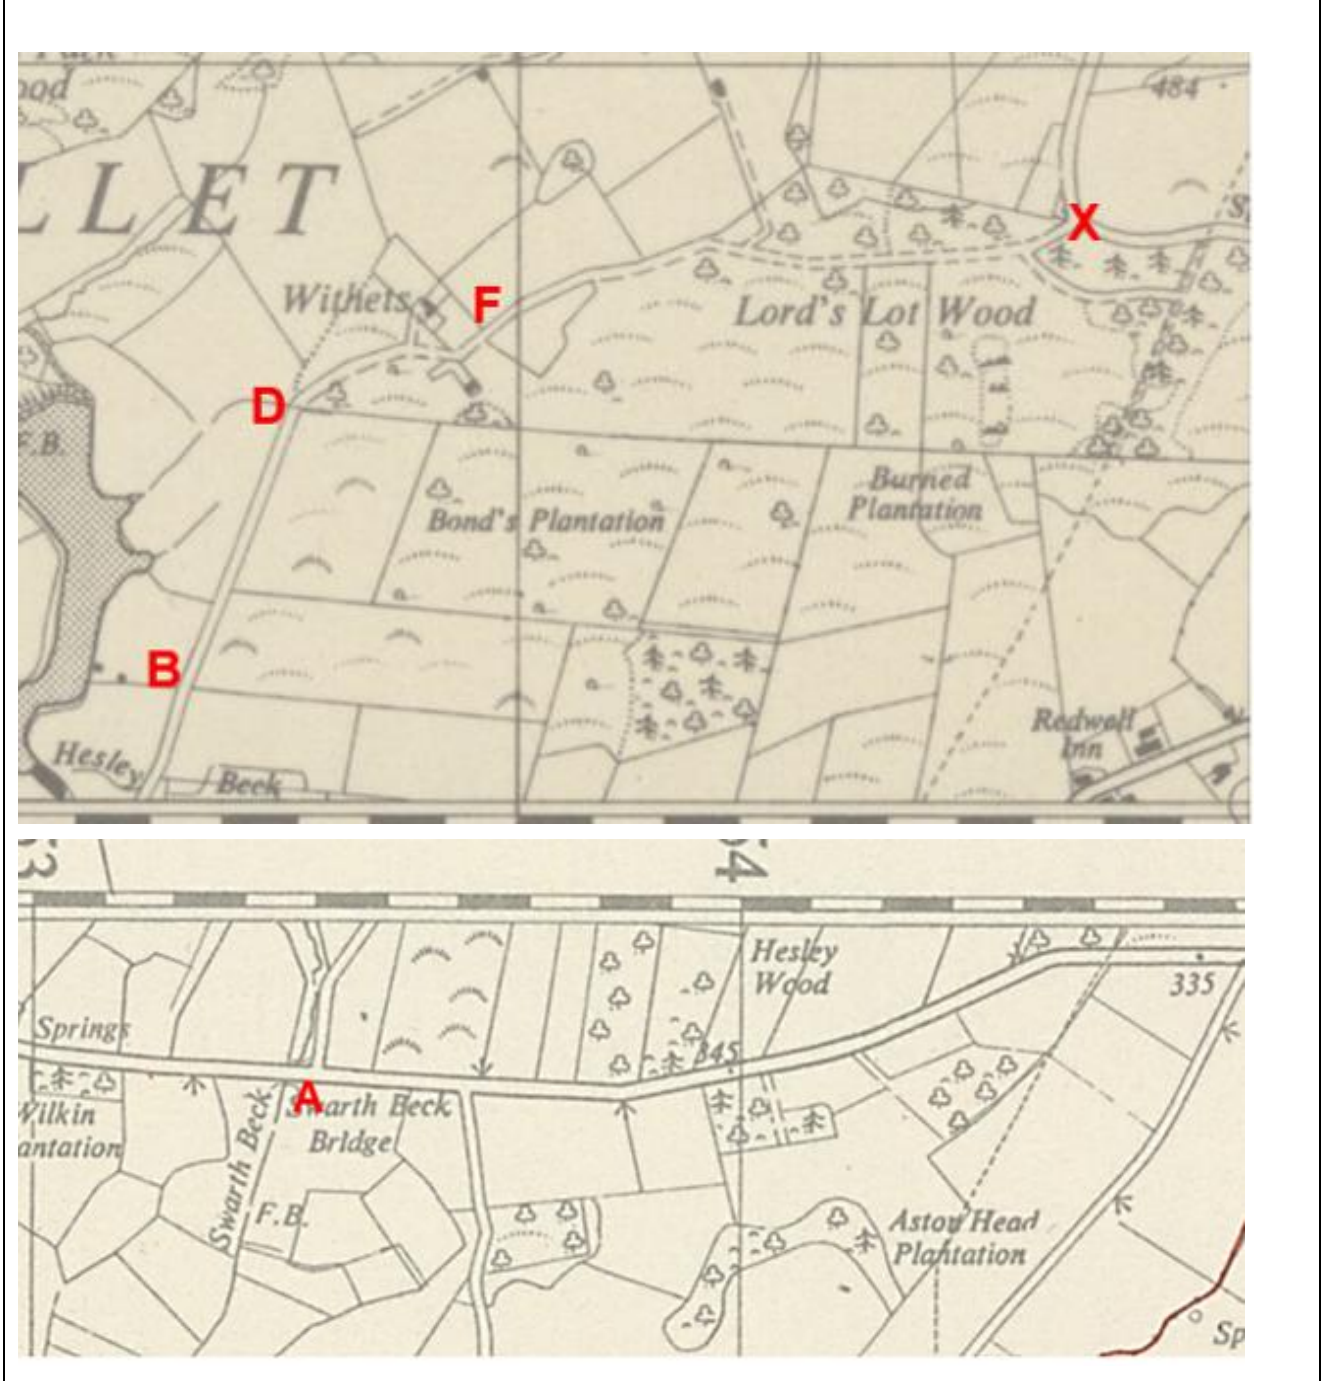 484
LLET
X
Withets
F
Lord's Lot Wood
D
F.B.
Burned
Plantation
Bond's Plantation
B
Redwell
Inn
Hesley
Beck
54
Hesley
Wood
335
Springs
345
A
Swarth Beck
Bridge
Wilkin
Plantation
Swarth Beck
F.B.
Aston Head
Plantation
Sp